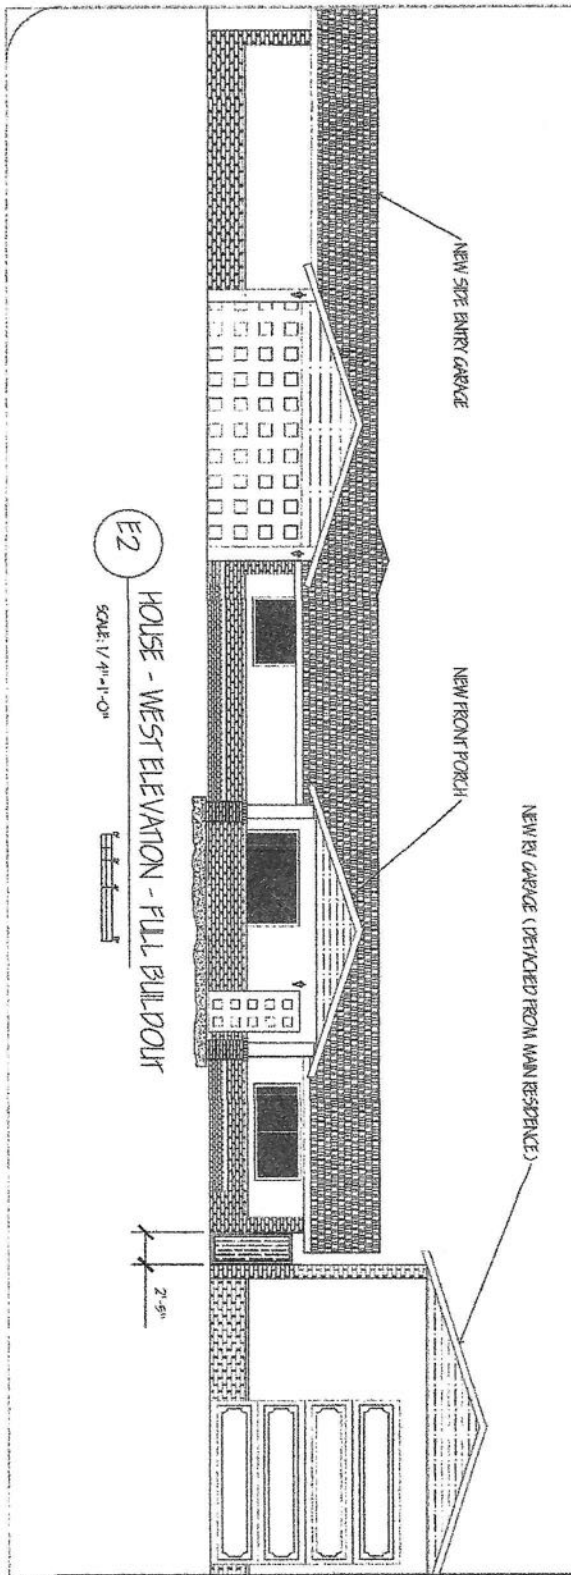 NEW SIDE ENTRY GARAGE
NEW FRONT PORCH
NEW RV GARAGE (DETACHED FROM MAIN RESIDENCE)
2'-5"
E2
HOUSE - WEST ELEVATION - FULL BUILDOUT
SCALE: 1/4"=1'-0"